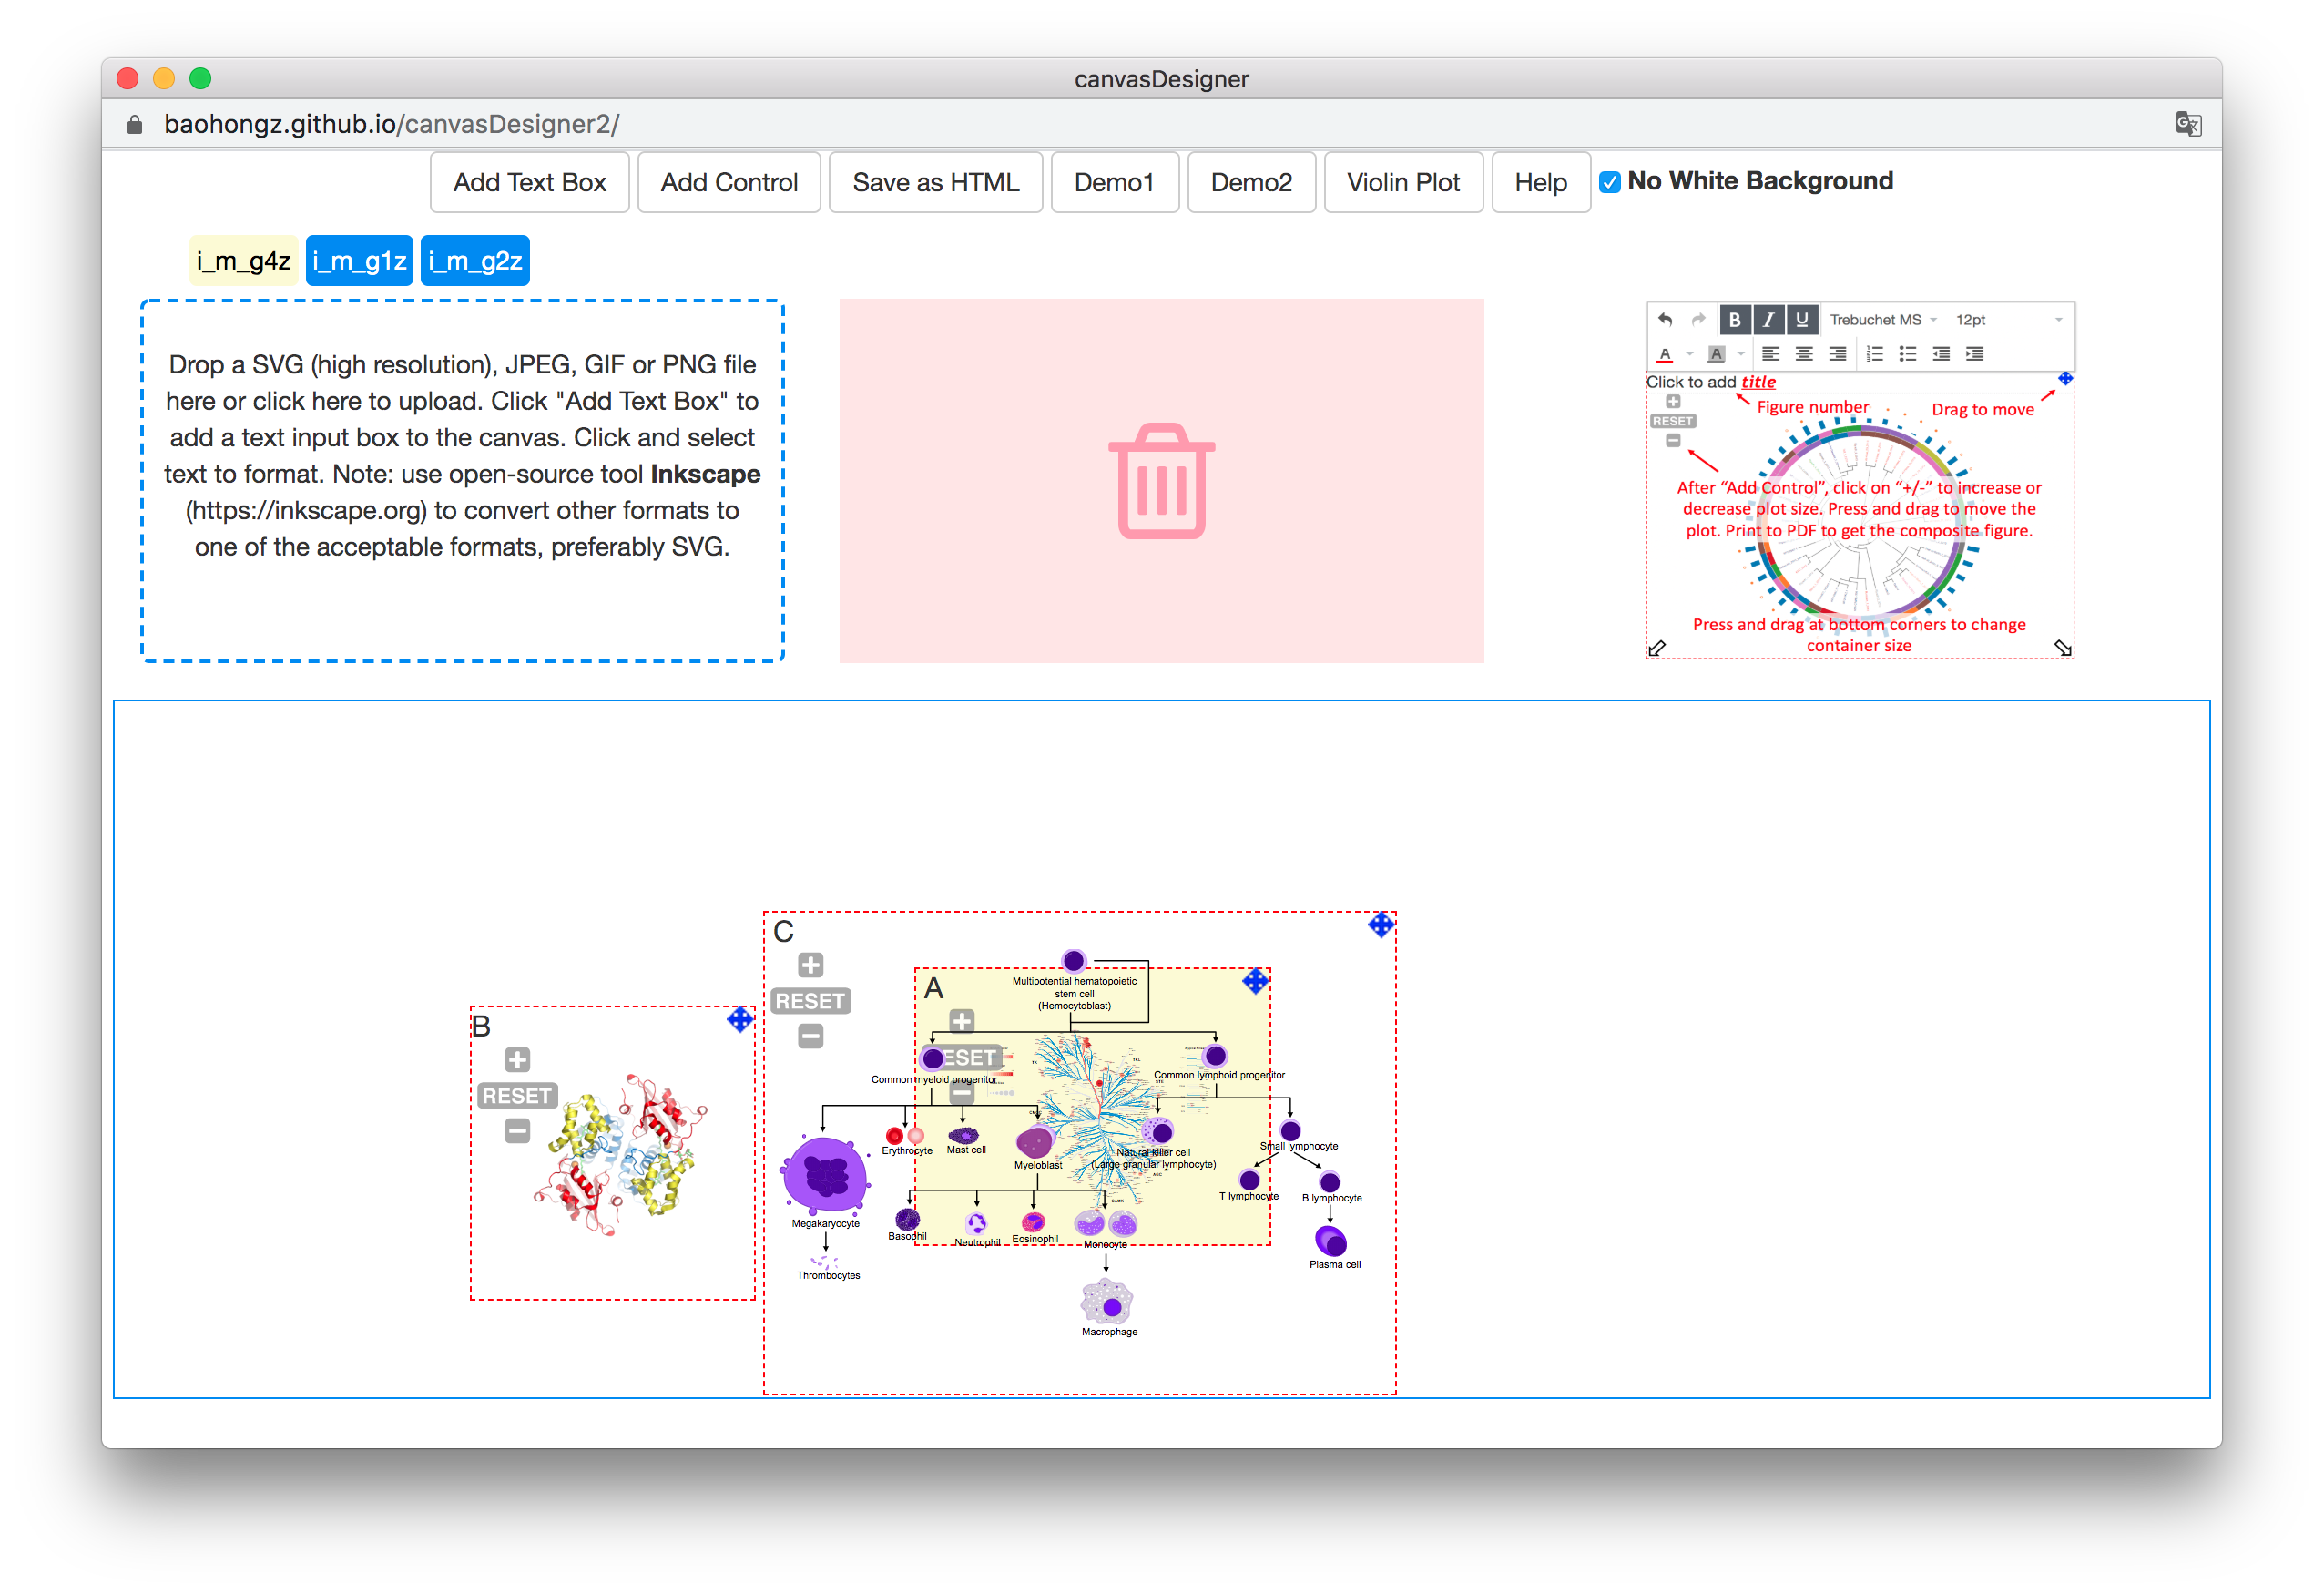 canvasDesigner
baohongz.github.io/canvasDesigner2/
Add Text Box
Add Control
Save as HTML
Demo1
Demo2
Violin Plot
Help
No White Background
i_m_g4z
i_m_g1z
i_m_g2z
Drop a SVG (high resolution), JPEG, GIF or PNG file
here or click here to upload. Click "Add Text Box" to
add a text input box to the canvas. Click and select
text to format. Note: use open-source tool Inkscape
(https://inkscape.org) to convert other formats to
one of the acceptable formats, preferably SVG.
B I U Trebuchet MS 12pt
A A
Click to add title
Figure number
Drag to move
RESET
After “Add Control”, click on “+/-” to increase or
decrease plot size. Press and drag to move the
plot. Print to PDF to get the composite figure.
Press and drag at bottom corners to change
container size
C
RESET
A
Multipotential hematopoietic
stem cell
(Hemocytoblast)
B
RESET
ESET
Common myeloid progenitor
Common lymphoid progenitor
Erythrocyte
Mast cell
Myeloblast
Natural killer cell
(Large granular lymphocyte)
Small lymphocyte
T lymphocyte
B lymphocyte
Megakaryocyte
Basophil
Neutrophil
Eosinophil
Monocyte
Plasma cell
Thrombocytes
Macrophage